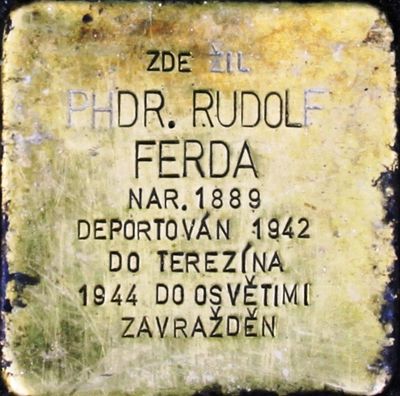 ZDE ŽIL
PHDR. RUDOLF
FERDA
NAR. 1889
DEPORTOVÁN 1942
DO TEREZÍNA
1944 DO OSVĚTIMI
ZAVRAŽDĚN